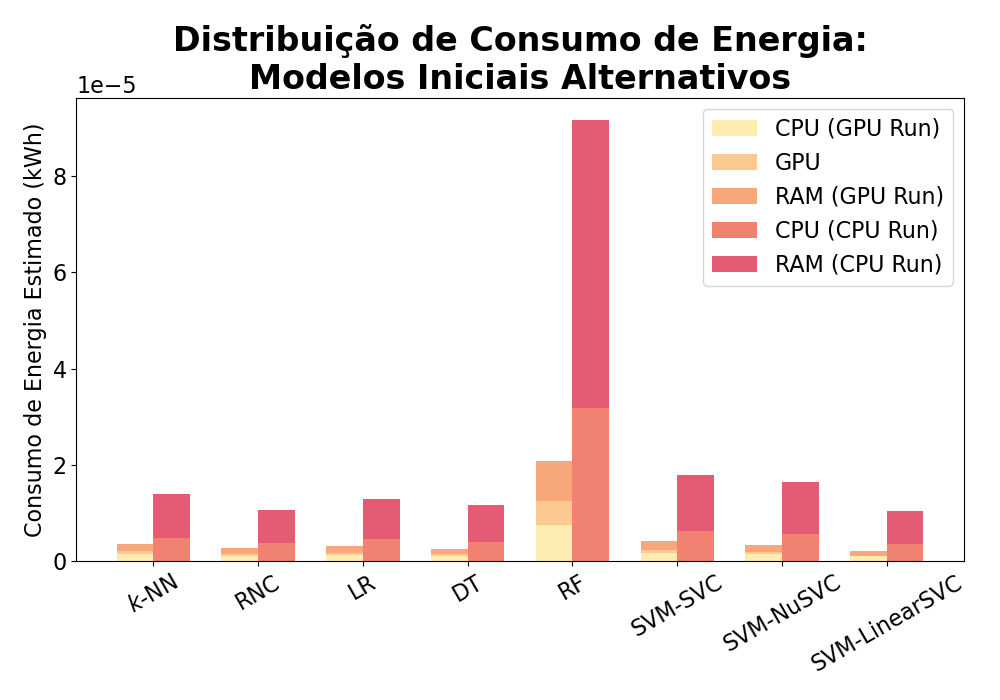 Distribuição de Consumo de Energia:
Modelos Iniciais Alternativos
1e−5
Consumo de Energia Estimado (kWh)
8
6
4
2
0
CPU (GPU Run)
GPU
RAM (GPU Run)
CPU (CPU Run)
RAM (CPU Run)
k-NN
RNC
LR
DT
RF
SVM-SVC
SVM-NuSVC
SVM-LinearSVC